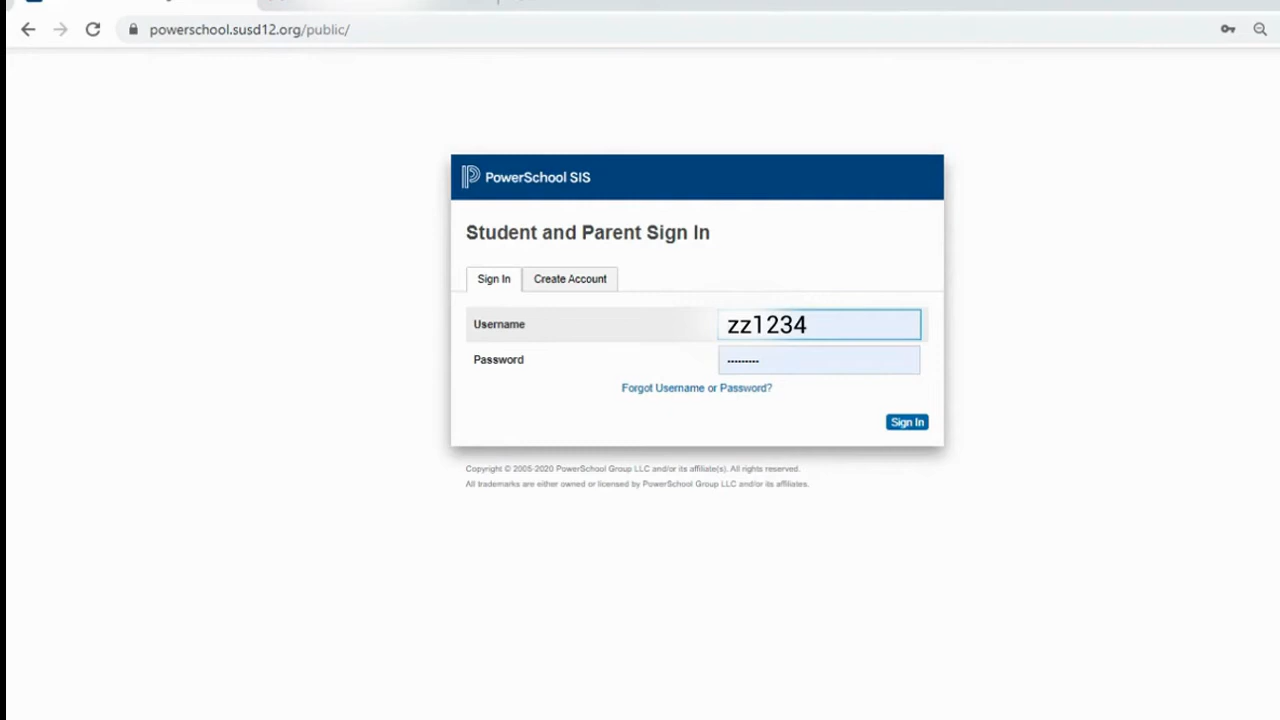 powerschool.susd12.org/public/
PowerSchool SIS
Student and Parent Sign In
Sign In
Create Account
Username
zz1234
Password
Forgot Username or Password?
Sign In
Copyright © 2005-2020 PowerSchool Group LLC and/or its affiliate(s). All rights reserved.
All trademarks are either owned or licensed by PowerSchool Group LLC and/or its affiliates.